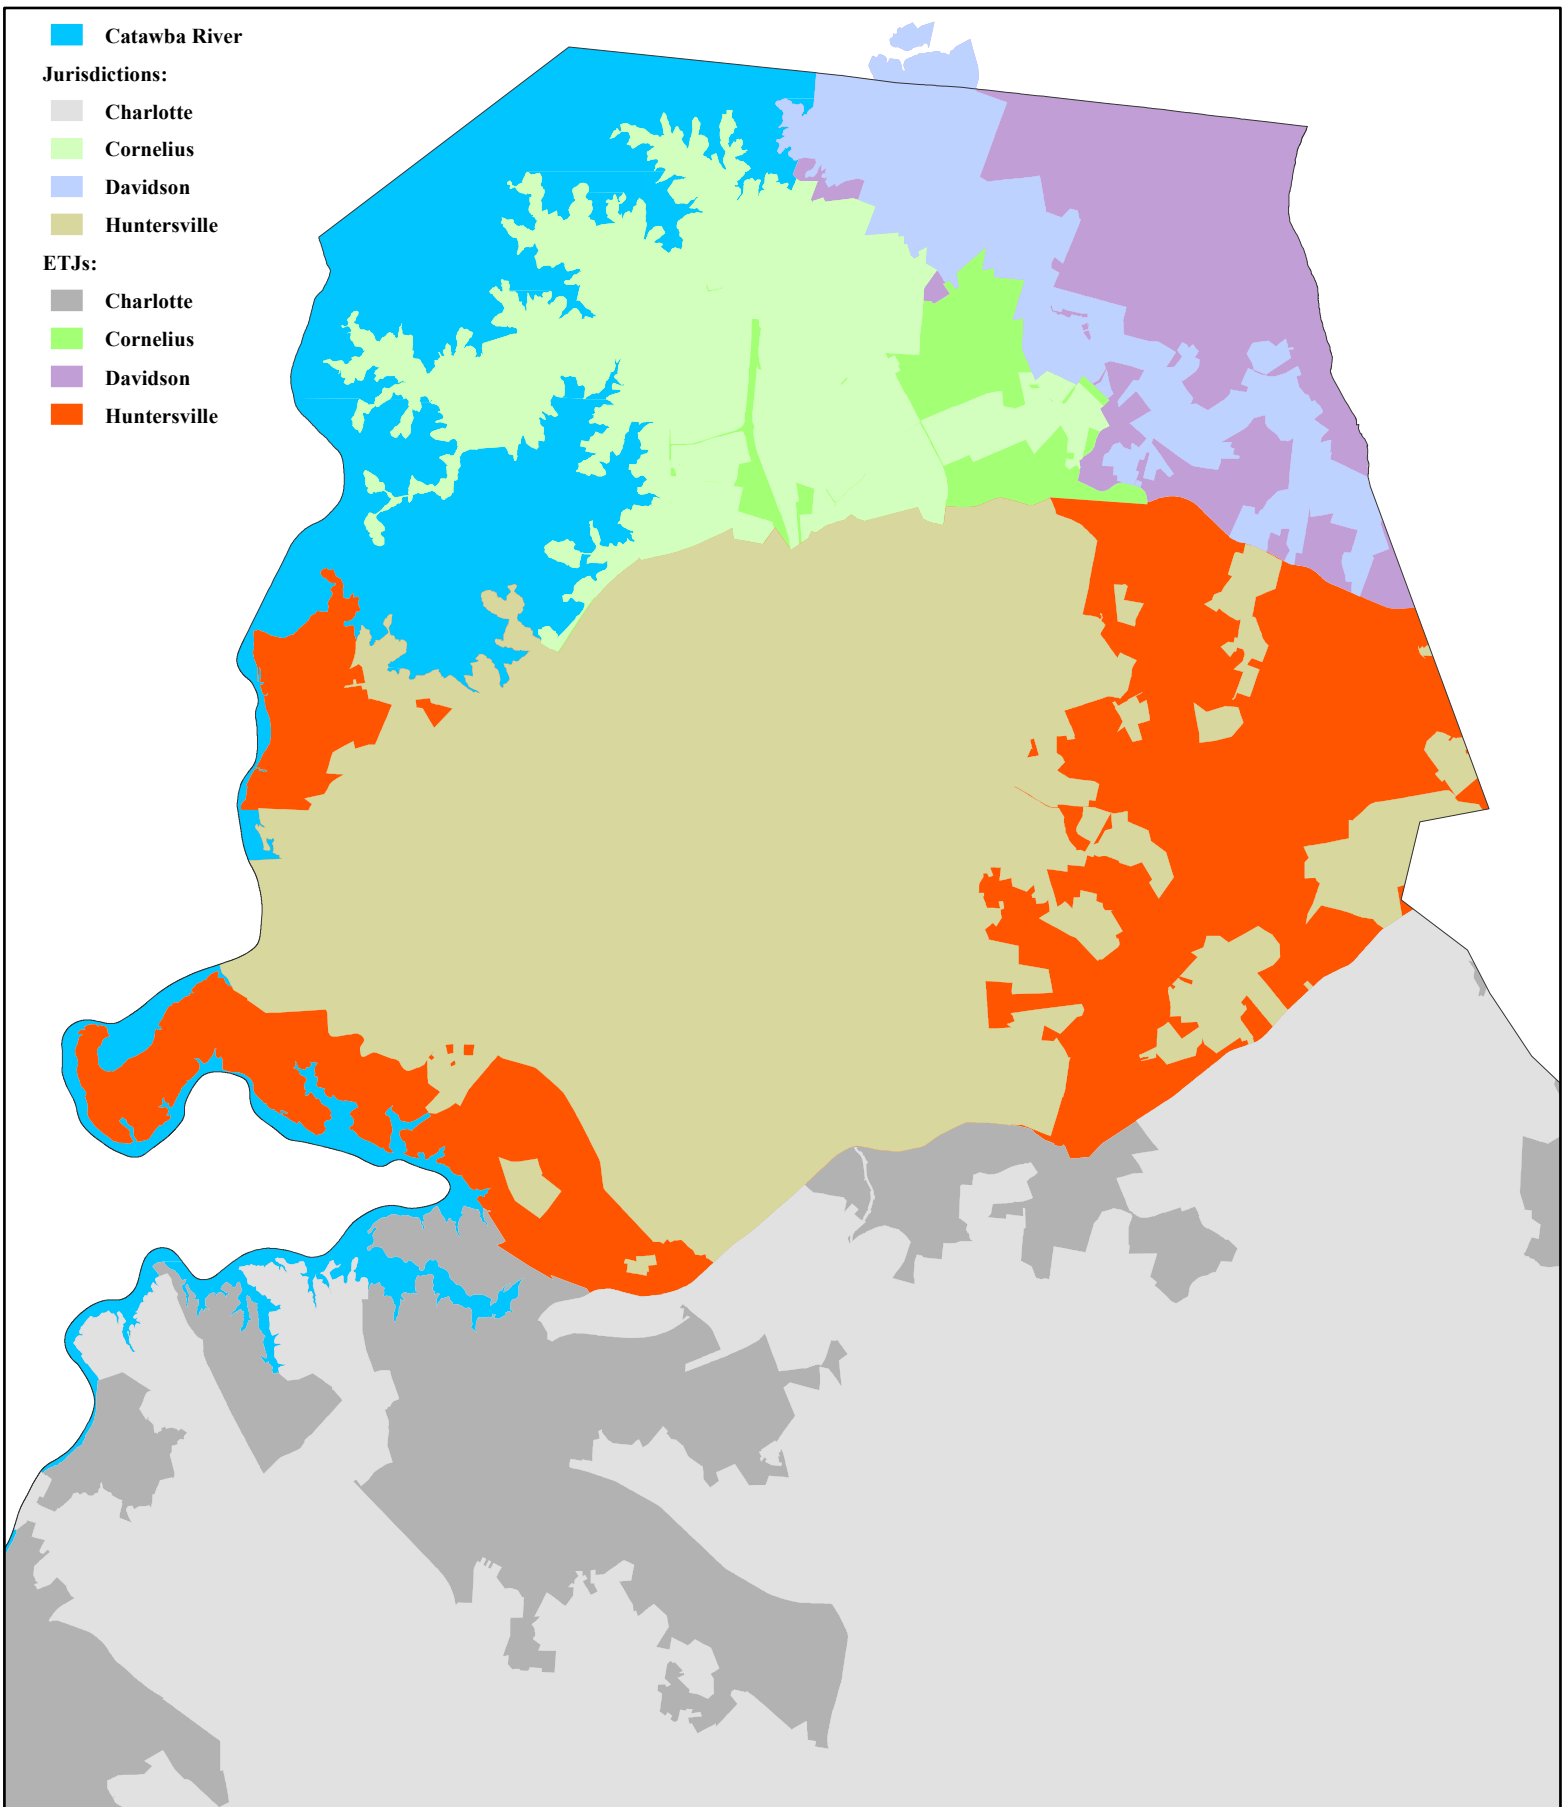 Catawba River
Jurisdictions:
Charlotte
Cornelius
Davidson
Huntersville
ETJs:
Charlotte
Cornelius
Davidson
Huntersville